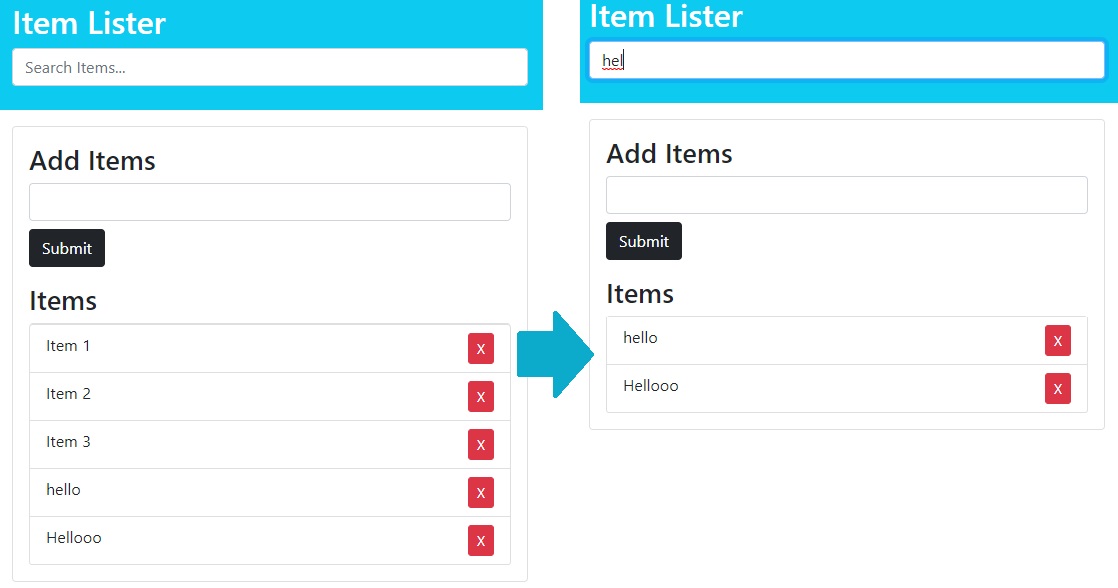 Item Lister
Search Items...
Add Items
Submit
Items
Item 1 X
Item 2 X
Item 3 X
hello X
Hellooo X
Item Lister
hel
Add Items
Submit
Items
hello X
Hellooo X